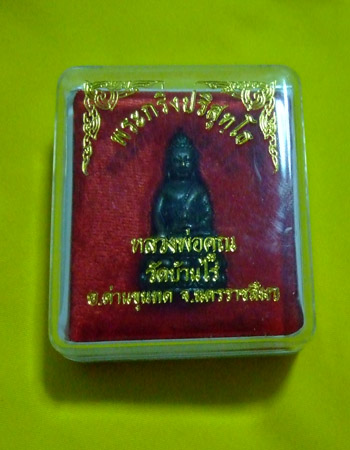 พระกริ่งปริสุทโธ
หลวงพ่อคูณ
วัดบ้านไร่
อ.ด่านขุนทด จ.นครราชสีมา